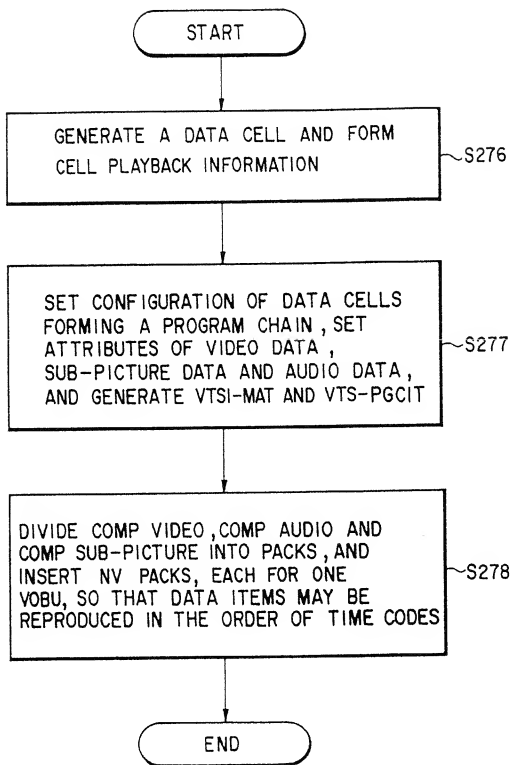 START
GENERATE A DATA CELL AND FORM
CELL PLAYBACK INFORMATION
S276
SET CONFIGURATION OF DATA CELLS
FORMING A PROGRAM CHAIN, SET
ATTRIBUTES OF VIDEO DATA,
SUB-PICTURE DATA AND AUDIO DATA,
AND GENERATE VTSI-MAT AND VTS-PGCIT
S277
DIVIDE COMP VIDEO, COMP AUDIO AND
COMP SUB-PICTURE INTO PACKS, AND
INSERT NV PACKS, EACH FOR ONE
VOBU, SO THAT DATA ITEMS MAY BE
REPRODUCED IN THE ORDER OF TIME CODES
S278
END